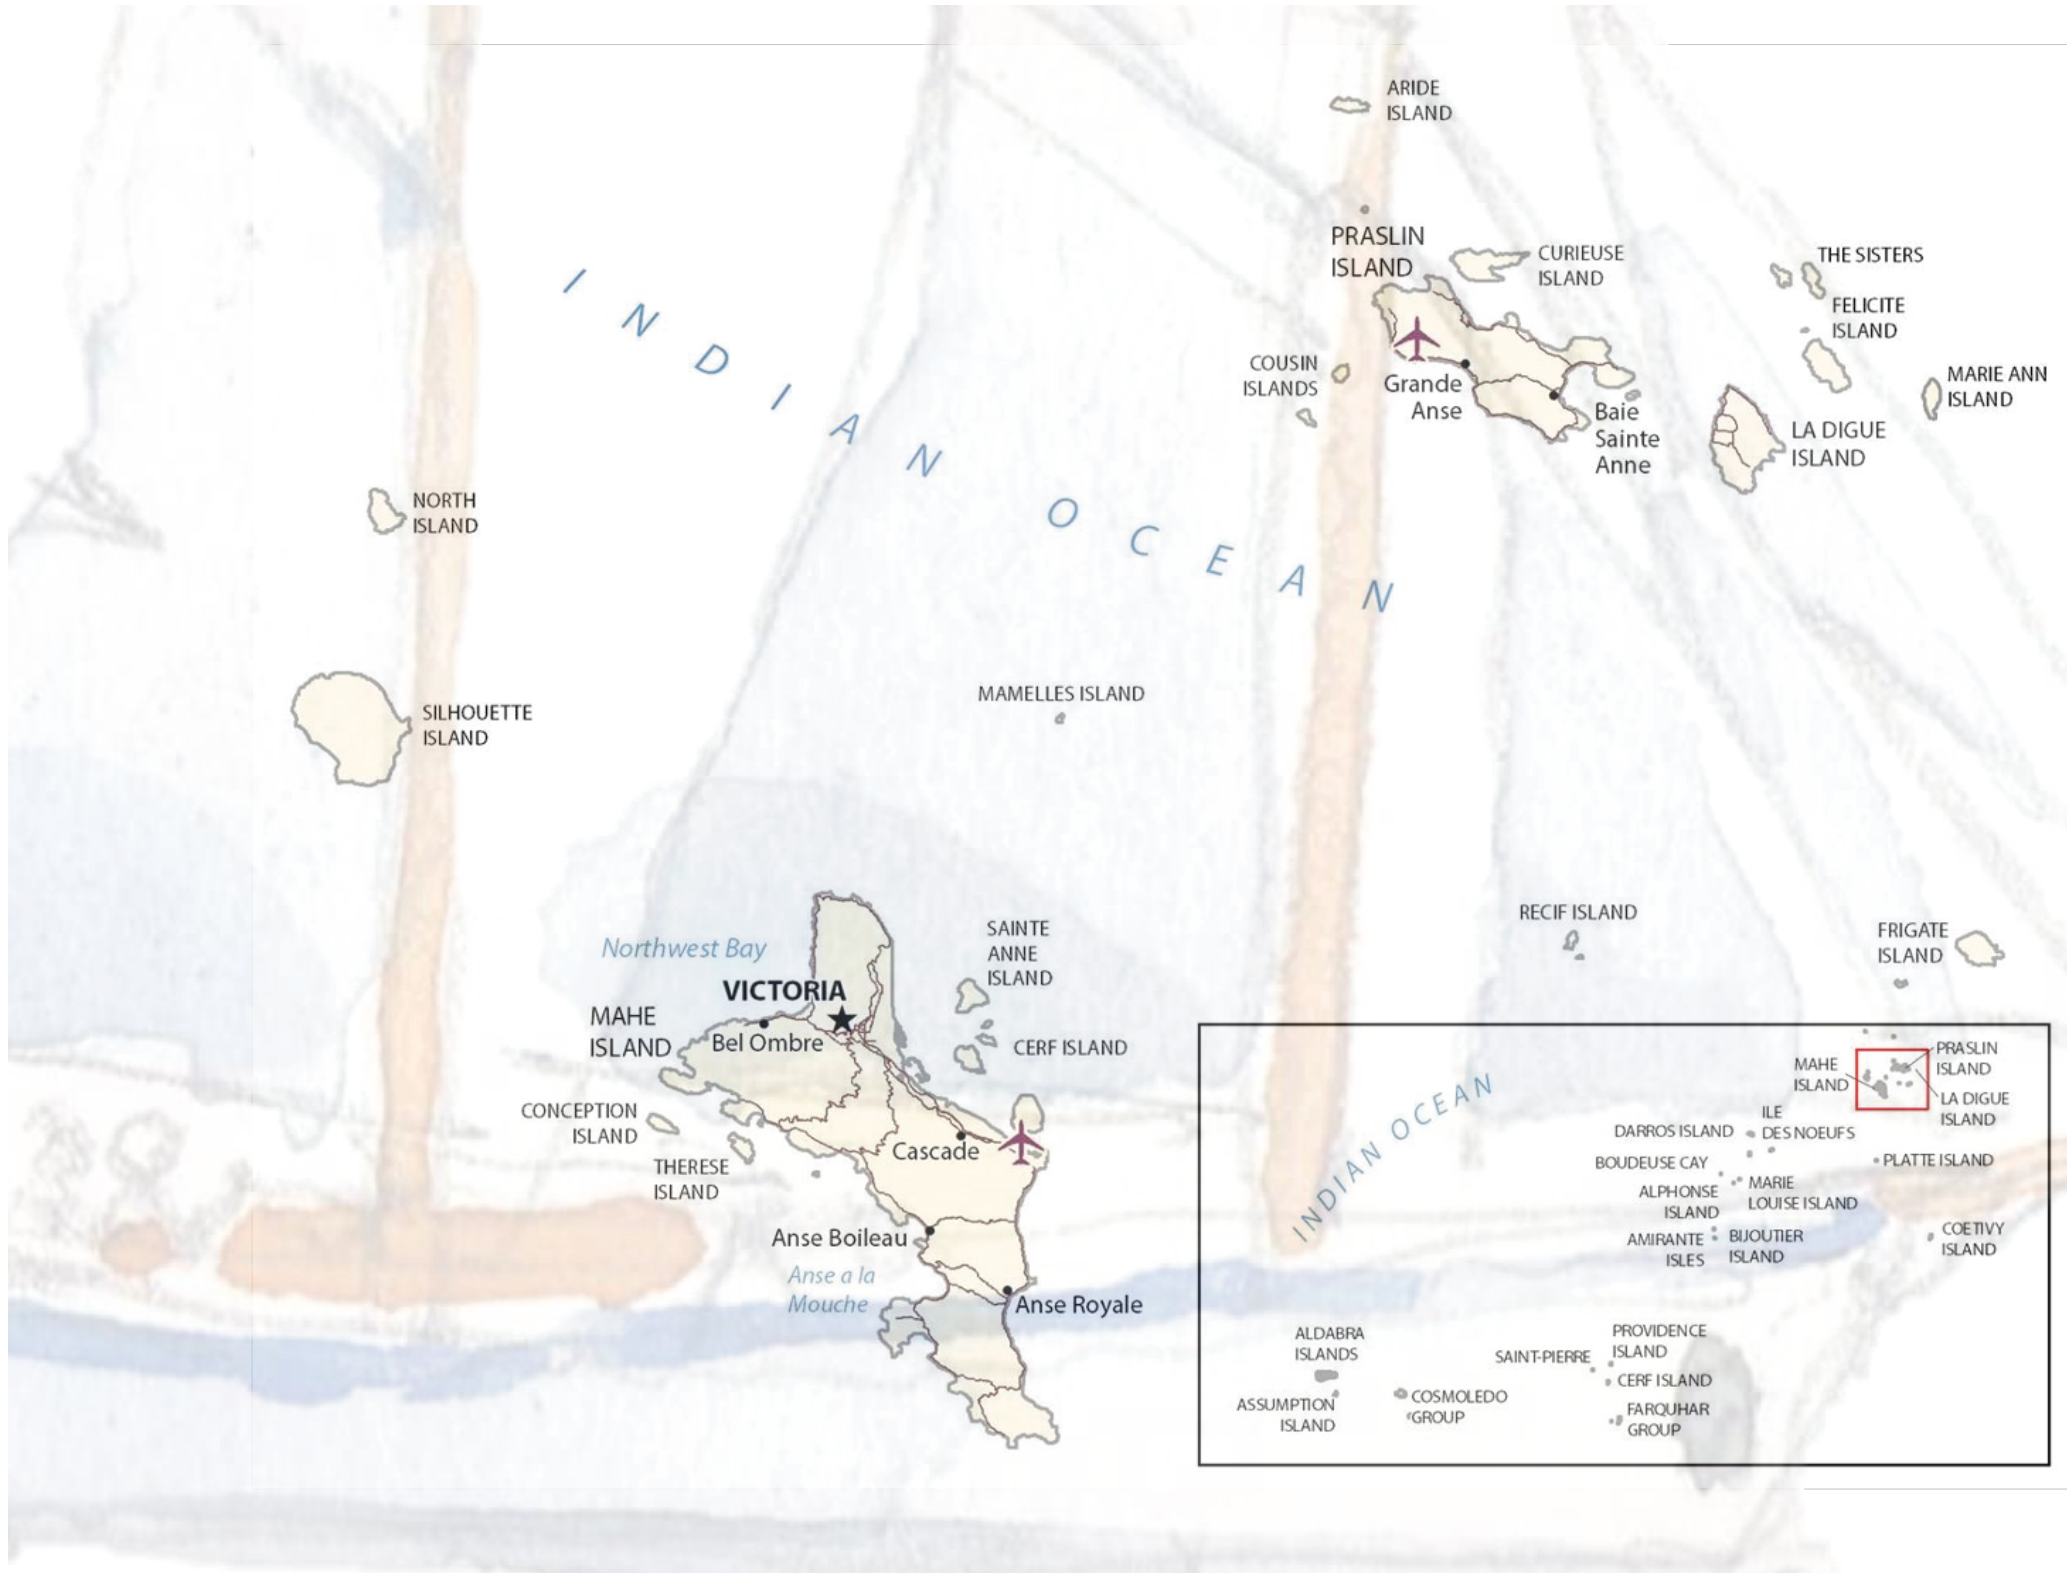 ARIDE
ISLAND
PRASLIN
ISLAND
CURIEUSE
ISLAND
THE SISTERS
FELICITE
ISLAND
COUSIN
ISLANDS
Grande
Anse
Baie
Sainte
Anne
MARIE ANN
ISLAND
LA DIGUE
ISLAND
INDIAN OCEAN
NORTH
ISLAND
SILHOUETTE
ISLAND
MAMELLES ISLAND
RECIF ISLAND
FRIGATE
ISLAND
SAINTE
ANNE
ISLAND
Northwest Bay
VICTORIA
MAHE
ISLAND
Bel Ombre
CERF ISLAND
CONCEPTION
ISLAND
THERESE
ISLAND
Cascade
Anse Boileau
Anse a la
Mouche
Anse Royale
INDIAN OCEAN
MAHE
ISLAND
PRASLIN
ISLAND
LA DIGUE
ISLAND
ILE
DES NOEUFS
DARROS ISLAND
BOUDEUSE CAY
PLATTE ISLAND
MARIE
LOUISE ISLAND
ALPHONSE
ISLAND
AMIRANTE
ISLES
BIJOUTIER
ISLAND
COETIVY
ISLAND
ALDABRA
ISLANDS
ASSUMPTION
ISLAND
COSMOLEDO
GROUP
SAINT-PIERRE
PROVIDENCE
ISLAND
CERF ISLAND
FARQUHAR
GROUP